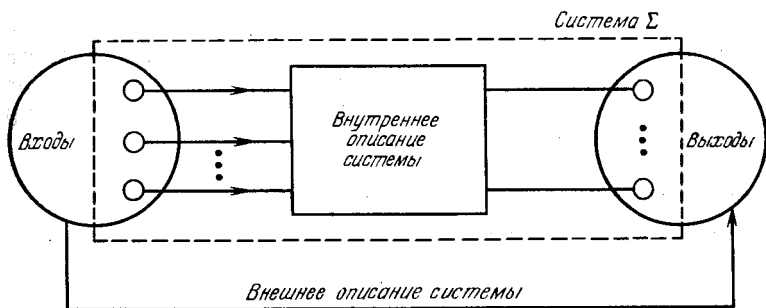 Система Σ
Входы
Внутреннее
описание
системы
Выходы
Внешнее описание системы